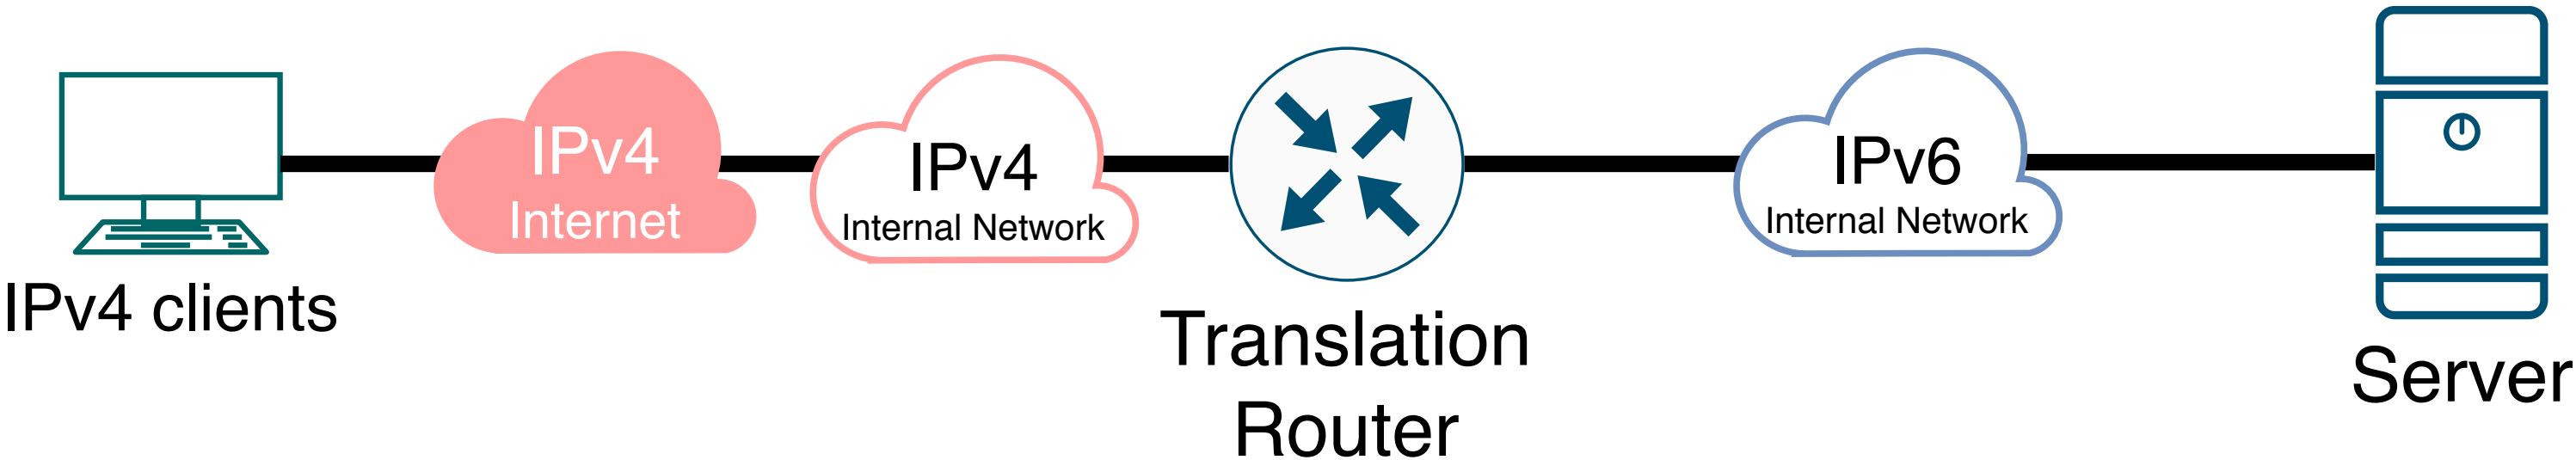 IPv4 clients
IPv4
Internet
IPv4
Internal Network
Translation
Router
IPv6
Internal Network
Server